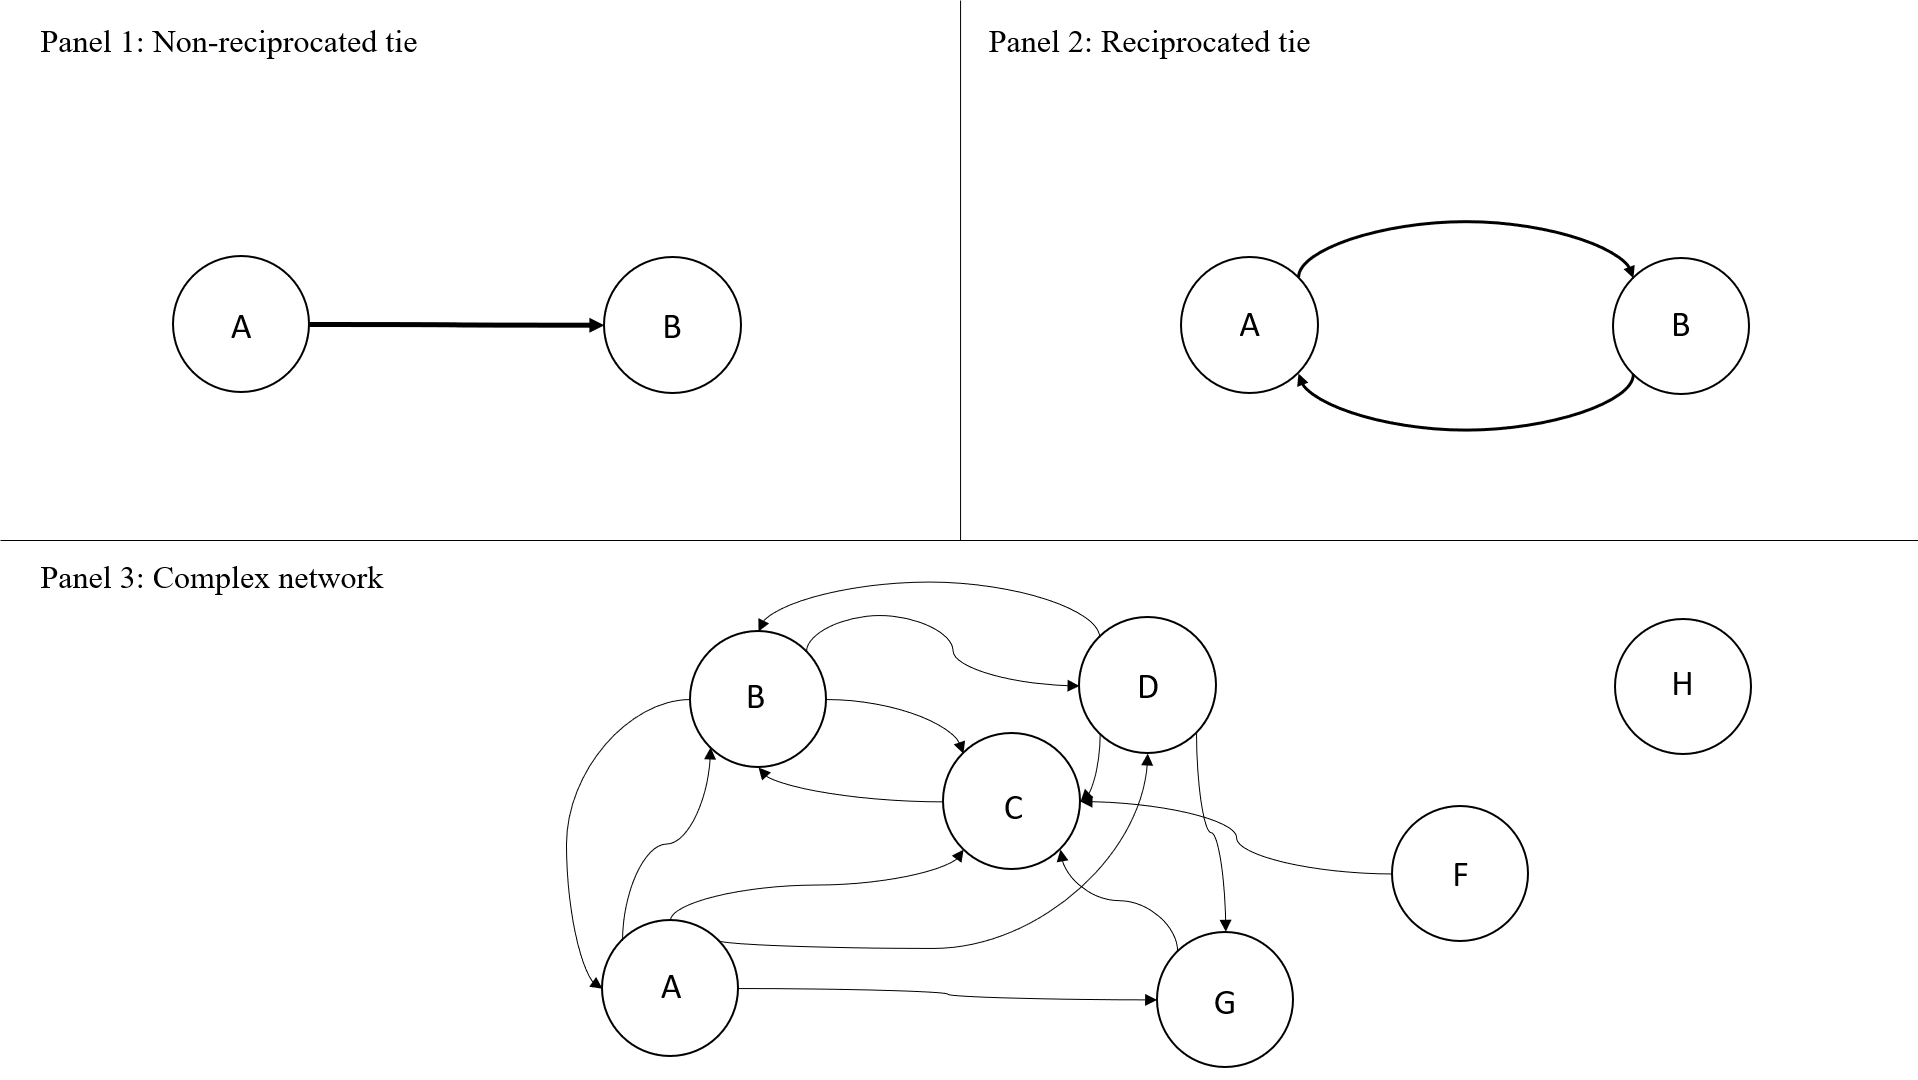 Panel 1: Non-reciprocated tie
Panel 2: Reciprocated tie
A
B
A
B
Panel 3: Complex network
B
D
H
C
F
A
G